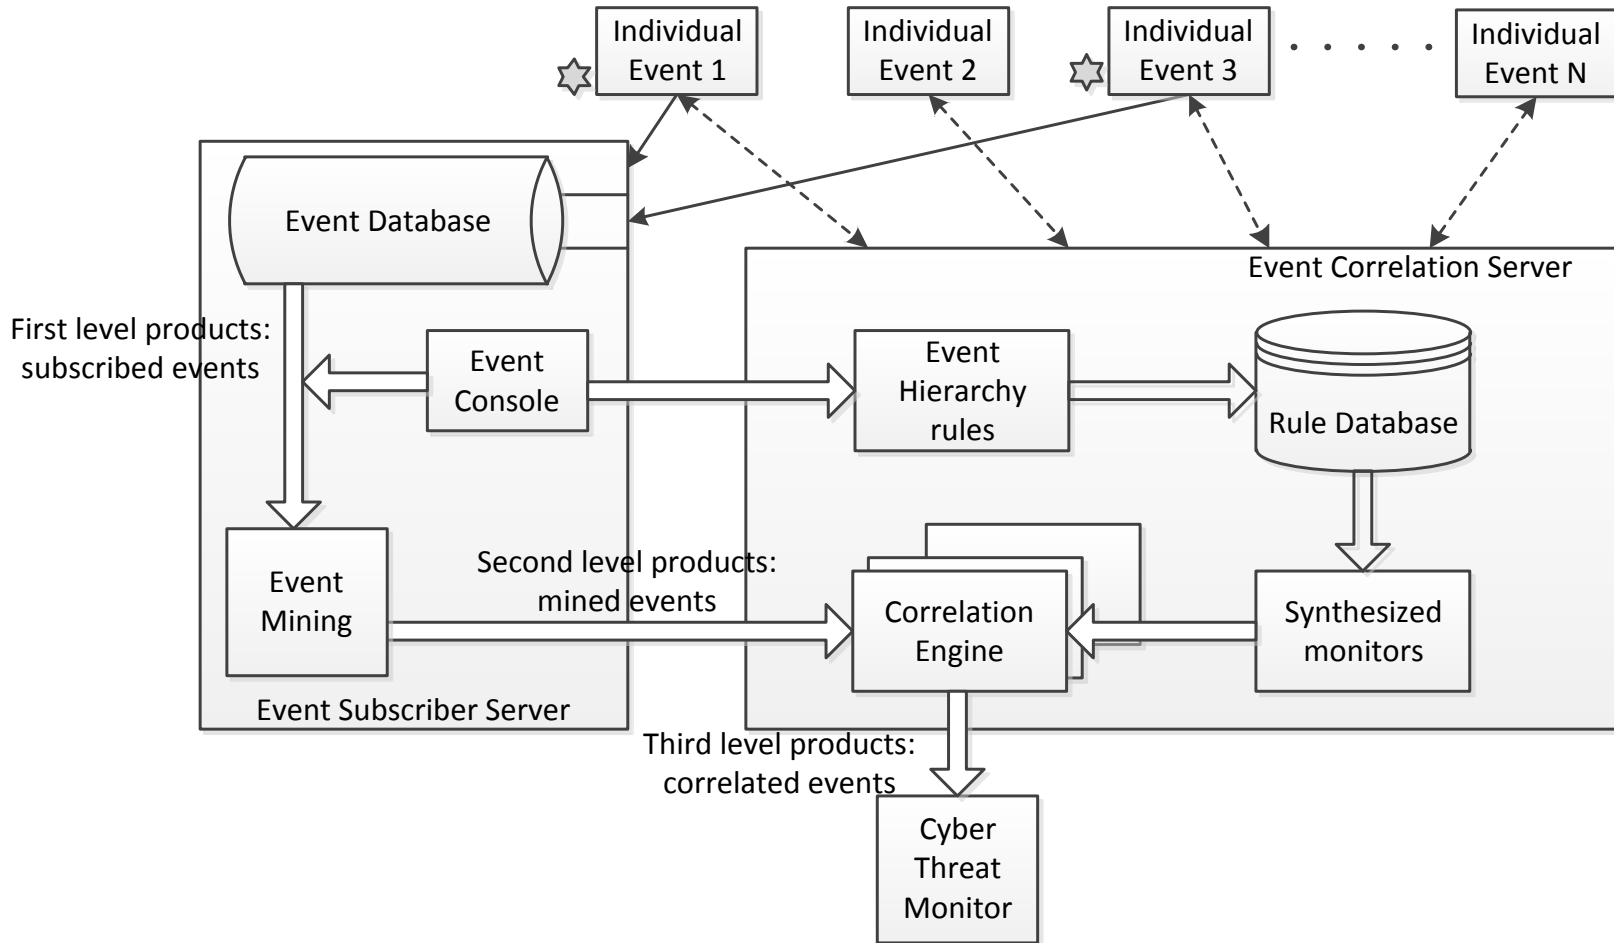 Individual
Event 1
Individual
Event 2
Individual
Event 3
. . . . .
Individual
Event N
Event Database
Event Correlation Server
First level products:
subscribed events
Event
Console
Event
Hierarchy
rules
Rule Database
Event
Mining
Second level products:
mined events
Correlation
Engine
Synthesized
monitors
Event Subscriber Server
Third level products:
correlated events
Cyber
Threat
Monitor